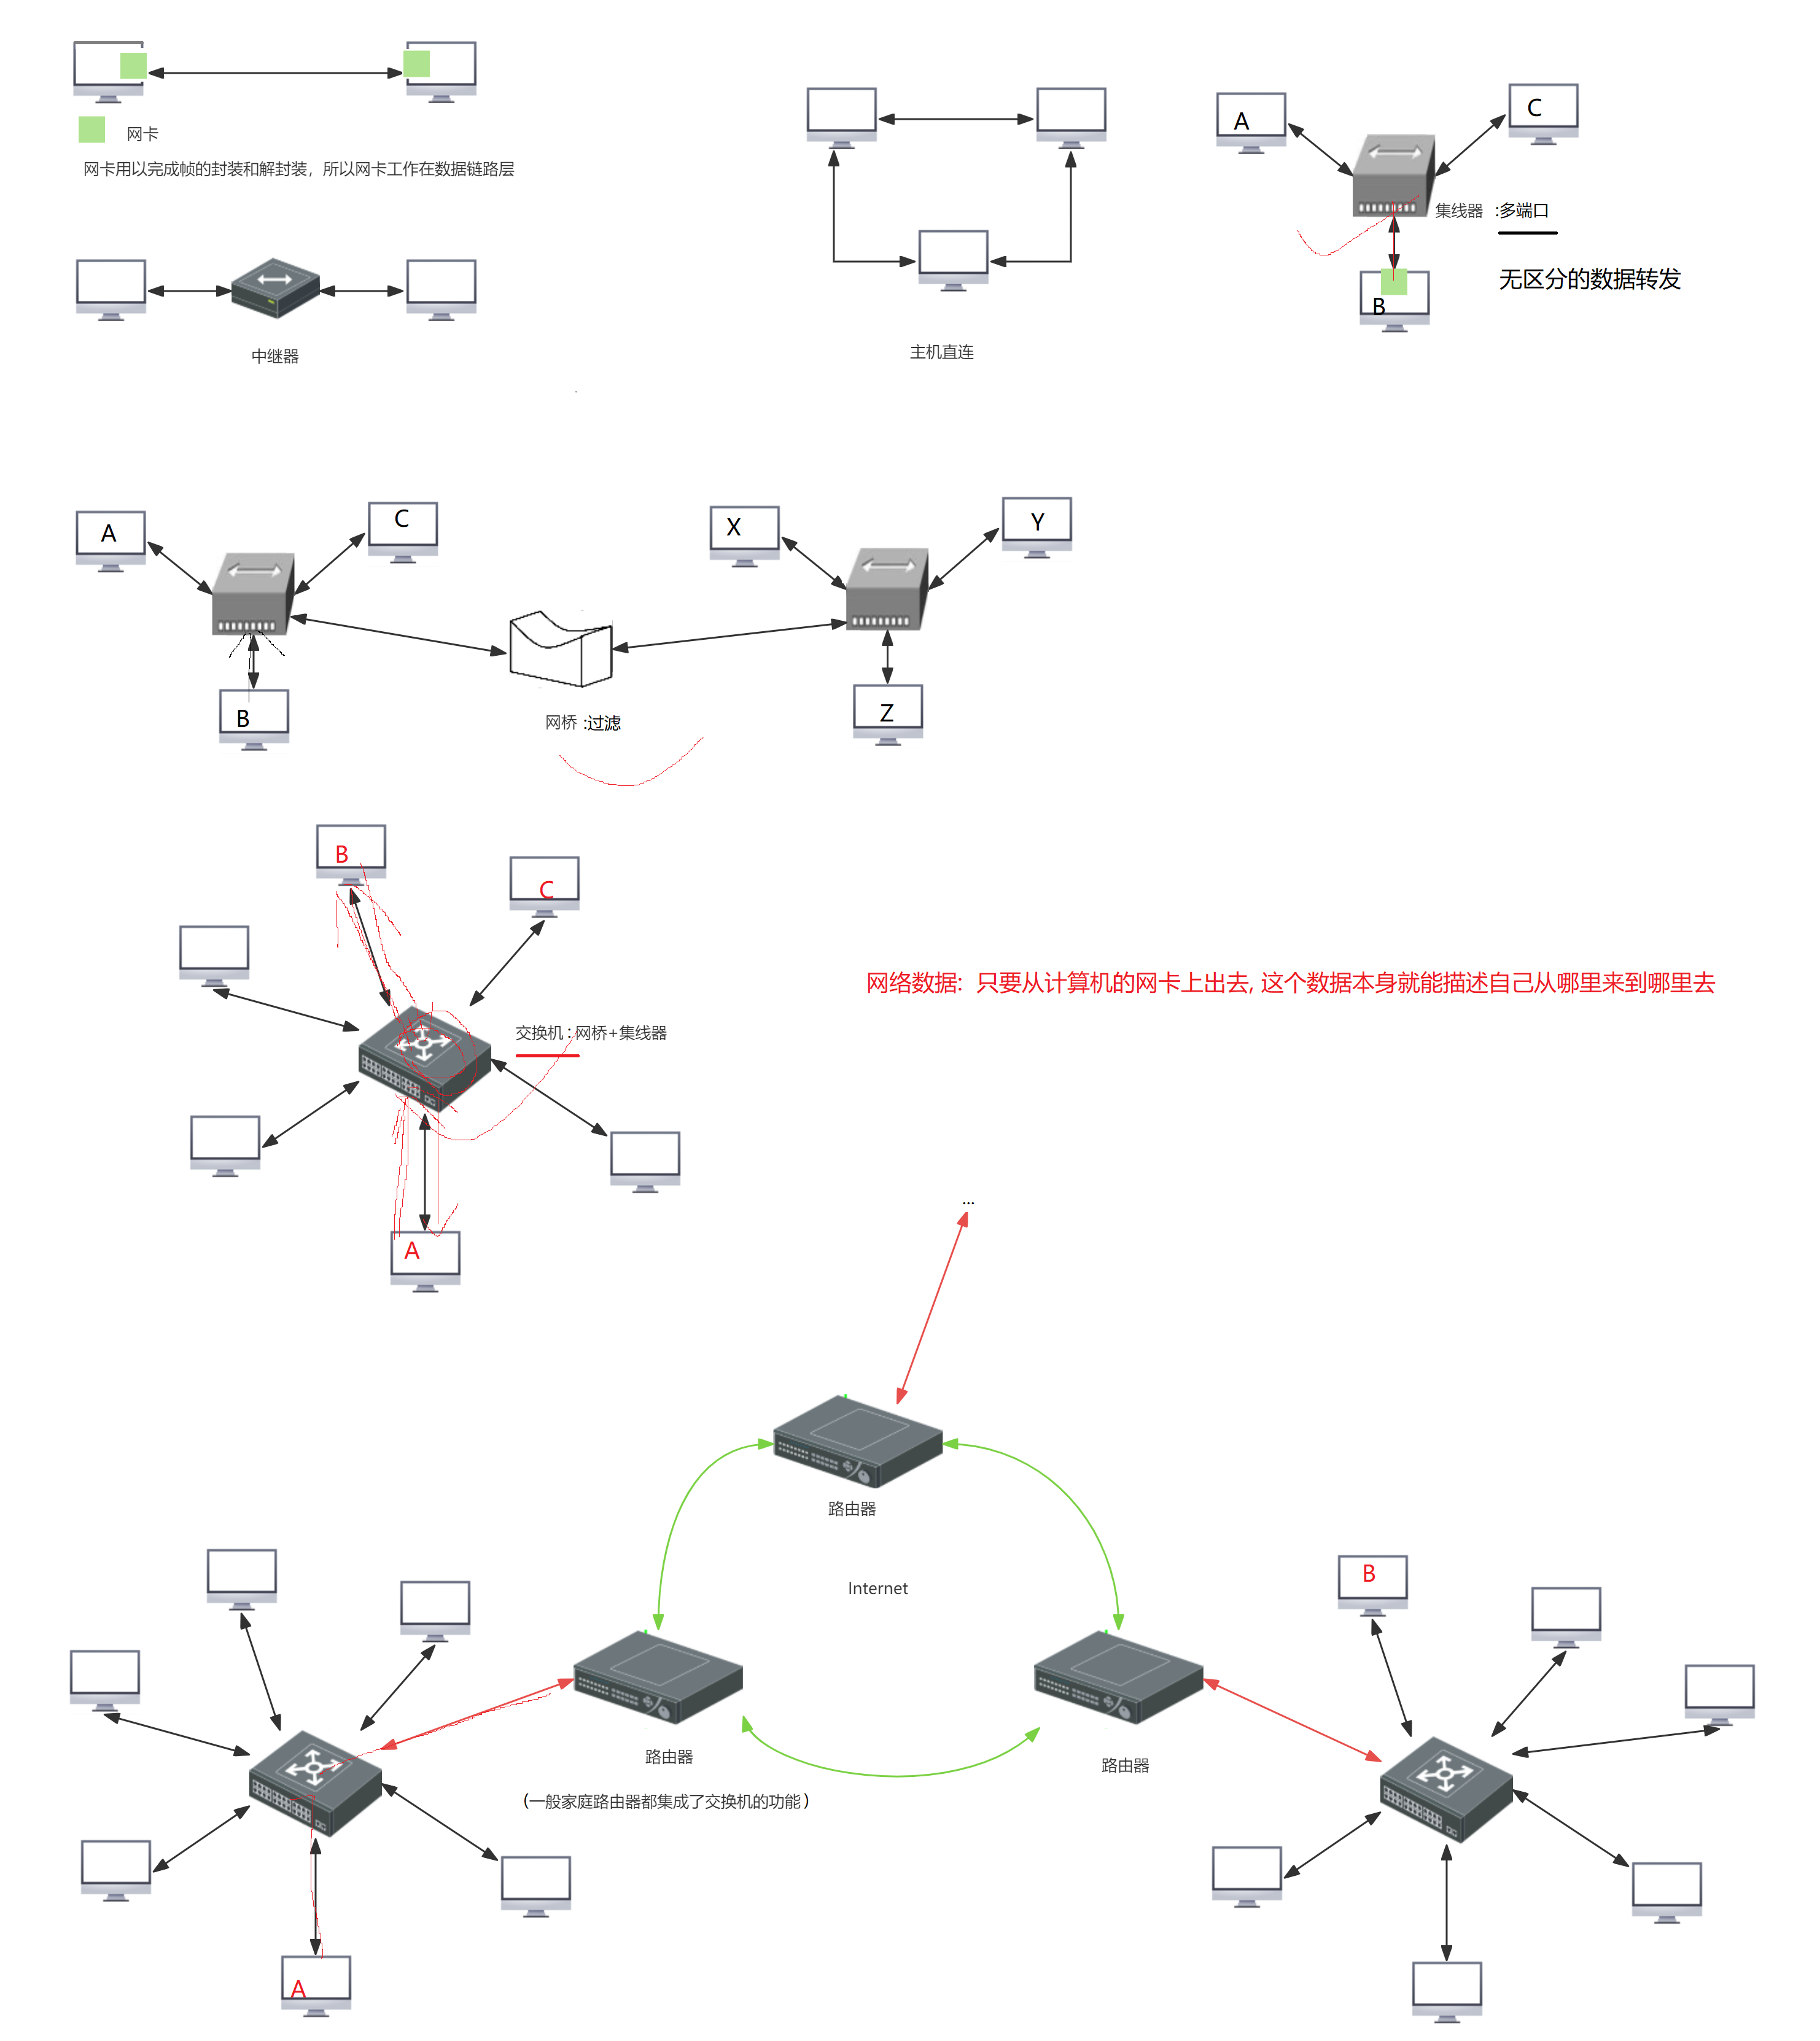 网卡
网卡用以完成帧的封装和解封装，所以网卡工作在数据链路层
中继器
主机直连
A
C
集线器 :多端口
无区分的数据转发
B
A
C
B
网桥 :过滤
X
Y
Z
B
C
网络数据: 只要从计算机的网卡上出去, 这个数据本身就能描述自己从哪里来到哪里去
交换机 : 网桥+集线器
A
...
路由器
Internet
路由器
(一般家庭路由器都集成了交换机的功能)
路由器
B
A